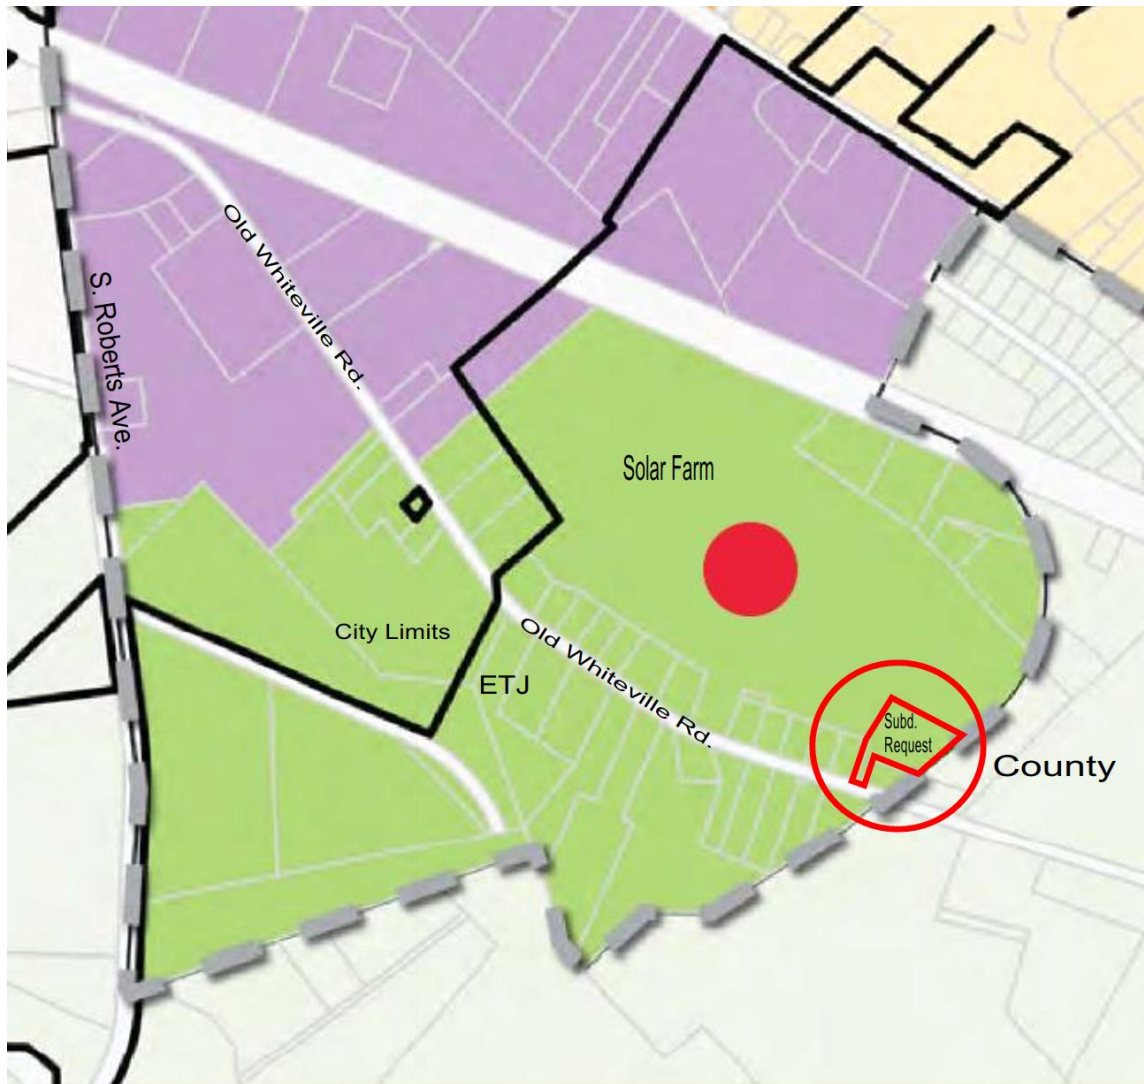 Old Whiteville Rd.
S. Roberts Ave.
Solar Farm
City Limits
Old Whiteville Rd.
ETJ
Subd.
Request
County